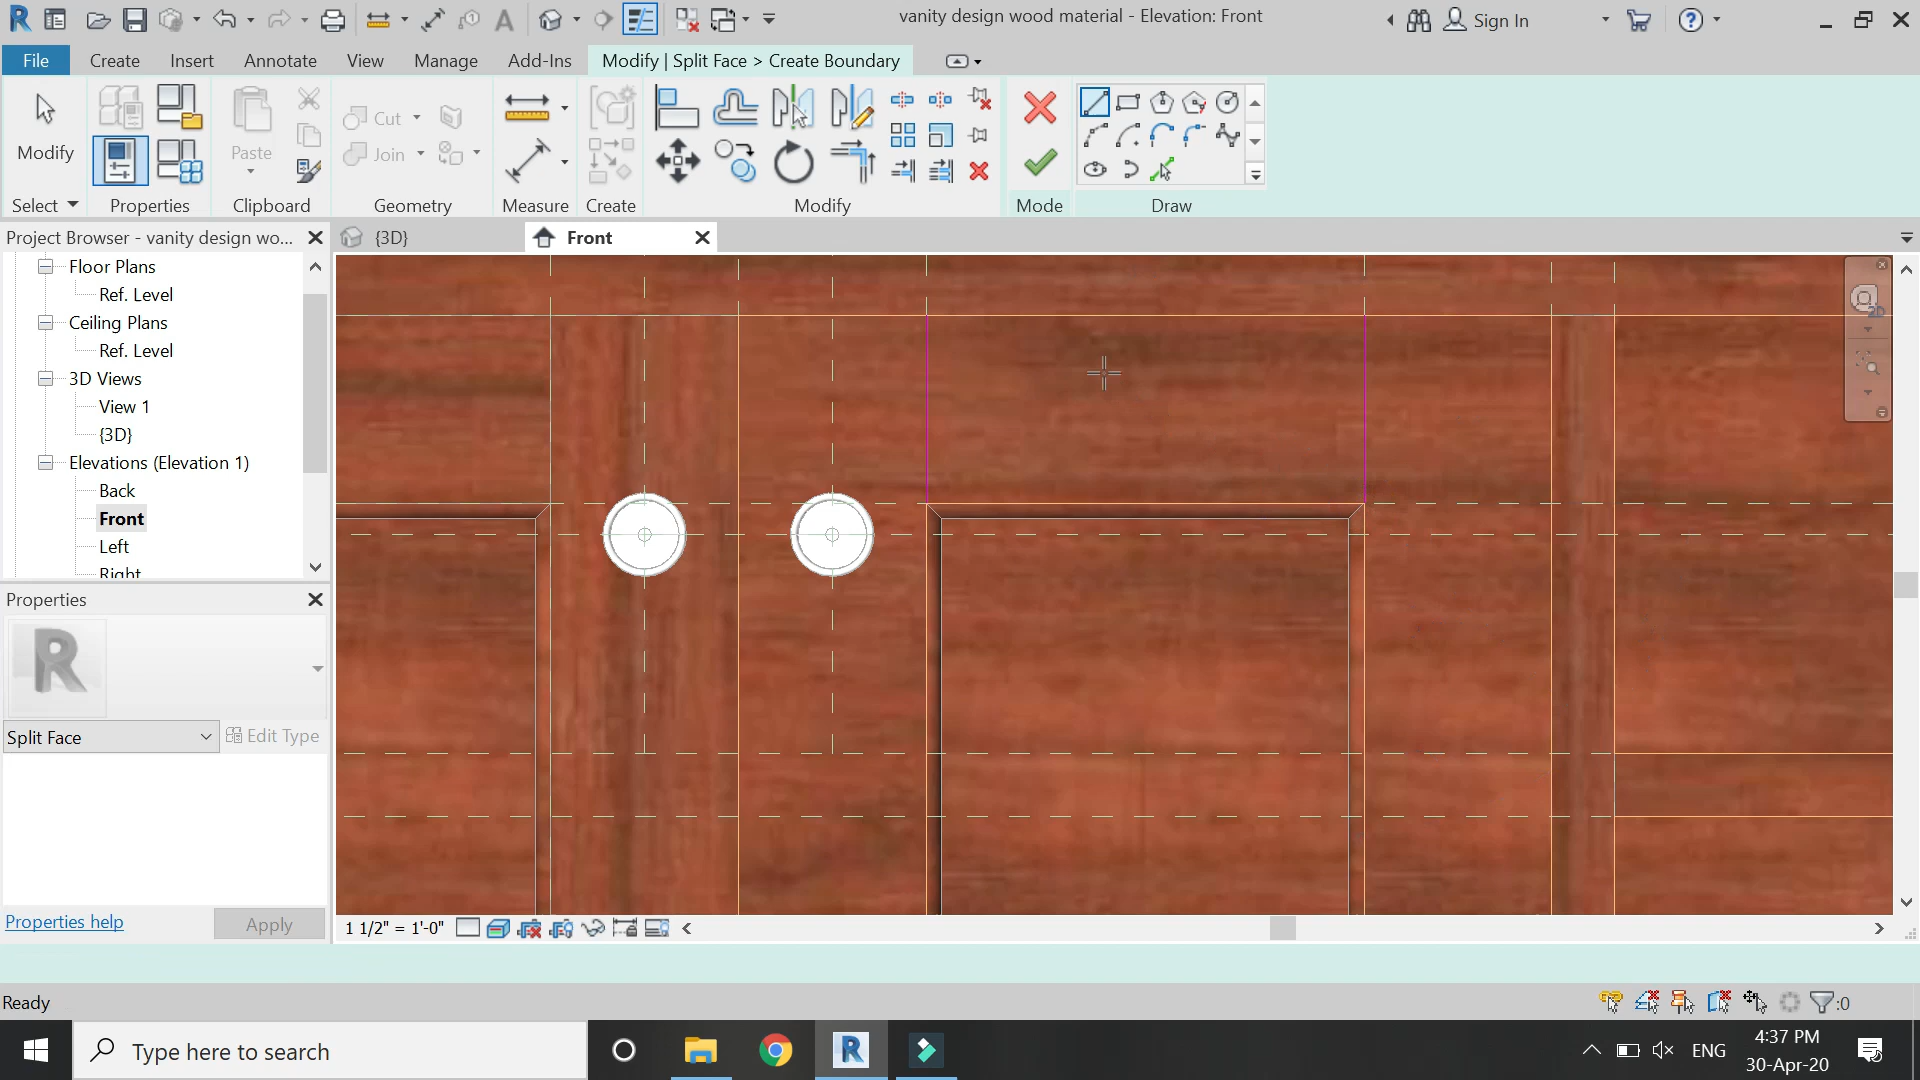 vanity design wood material - Elevation: Front
Sign In
File
Create
Insert
Annotate
View
Manage
Add-Ins
Modify | Split Face > Create Boundary
Modify
Cut
Join
Paste
Select
Properties
Clipboard
Geometry
Measure
Create
Modify
Mode
Draw
Project Browser - vanity design wo...
{3D}
Front
Floor Plans
Ref. Level
Ceiling Plans
Ref. Level
3D Views
View 1
{3D}
Elevations (Elevation 1)
Back
Front
Left
Right
Properties
R
Split Face
Edit Type
Properties help
Apply
1 1/2" = 1'-0"
Ready
:0
Type here to search
ENG
4:37 PM
30-Apr-20